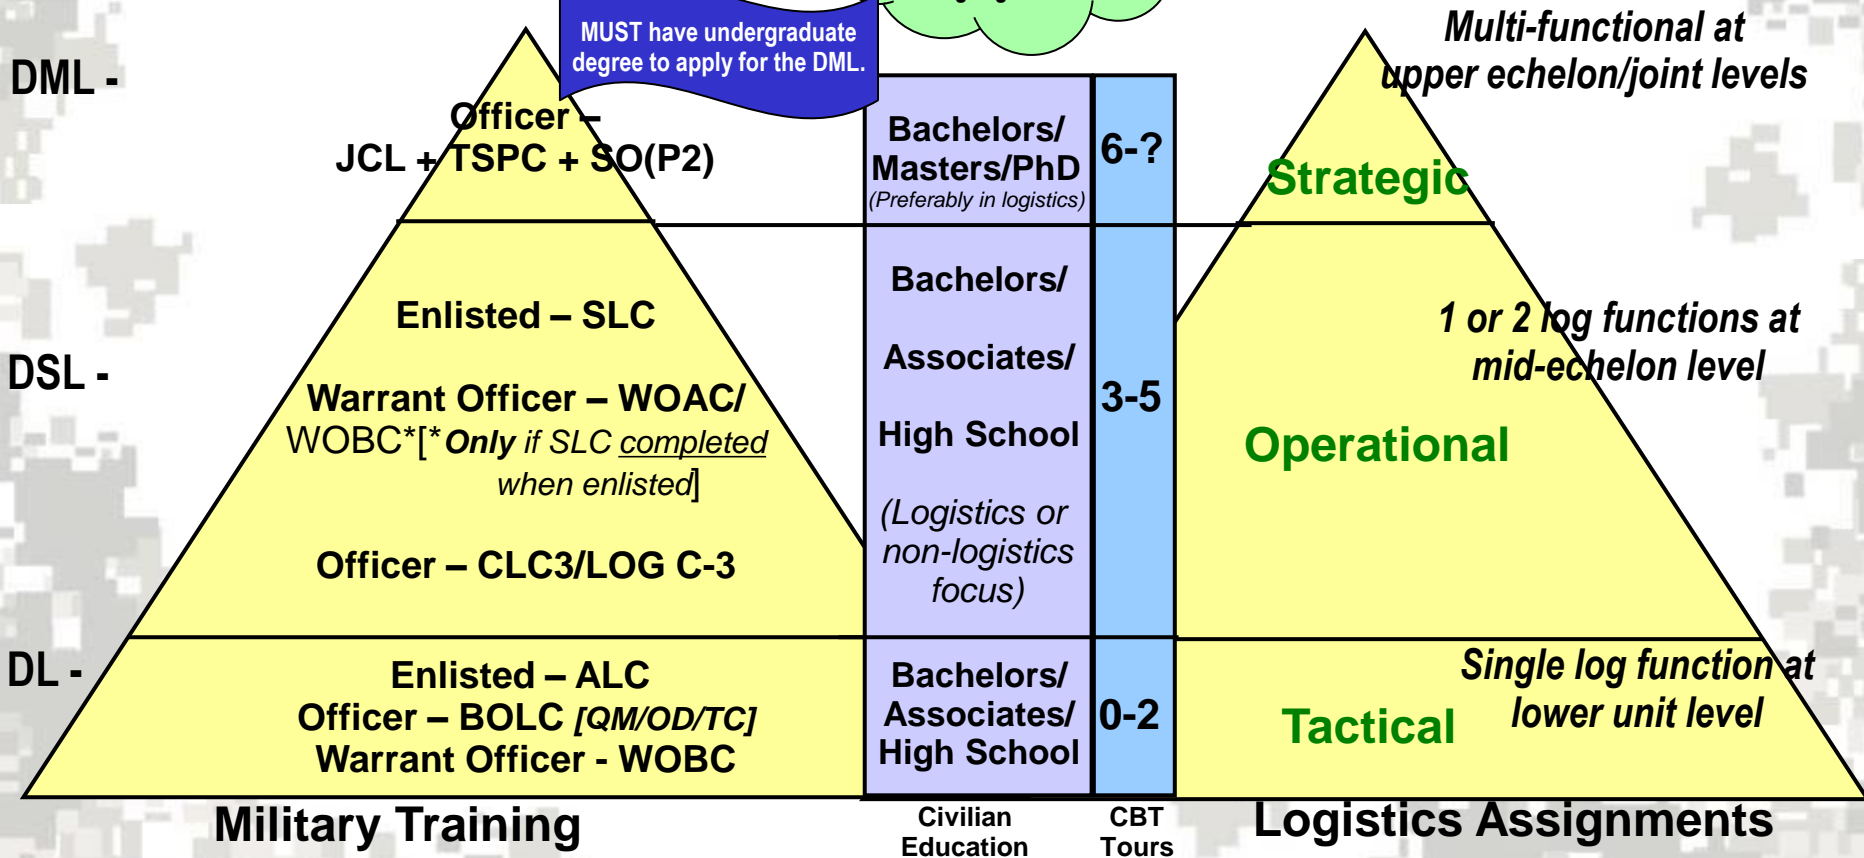 MUST have undergraduate
degree to apply for the DML.
DML -
Officer –
JCL + TSPC + SO(P2)
Bachelors/
Masters/PhD
(Preferably in logistics)
6-?
Strategic
Multi-functional at
upper echelon/joint levels
DSL -
Enlisted – SLC
Warrant Officer – WOAC/
WOBC*[*Only if SLC completed
when enlisted]
Officer – CLC3/LOG C-3
Bachelors/
Associates/
High School
(Logistics or
non-logistics
focus)
3-5
Operational
1 or 2 log functions at
mid-echelon level
DL -
Enlisted – ALC
Officer – BOLC [QM/OD/TC]
Warrant Officer - WOBC
Bachelors/
Associates/
High School
0-2
Tactical
Single log function at
lower unit level
Military Training
Civilian
Education
CBT
Tours
Logistics Assignments